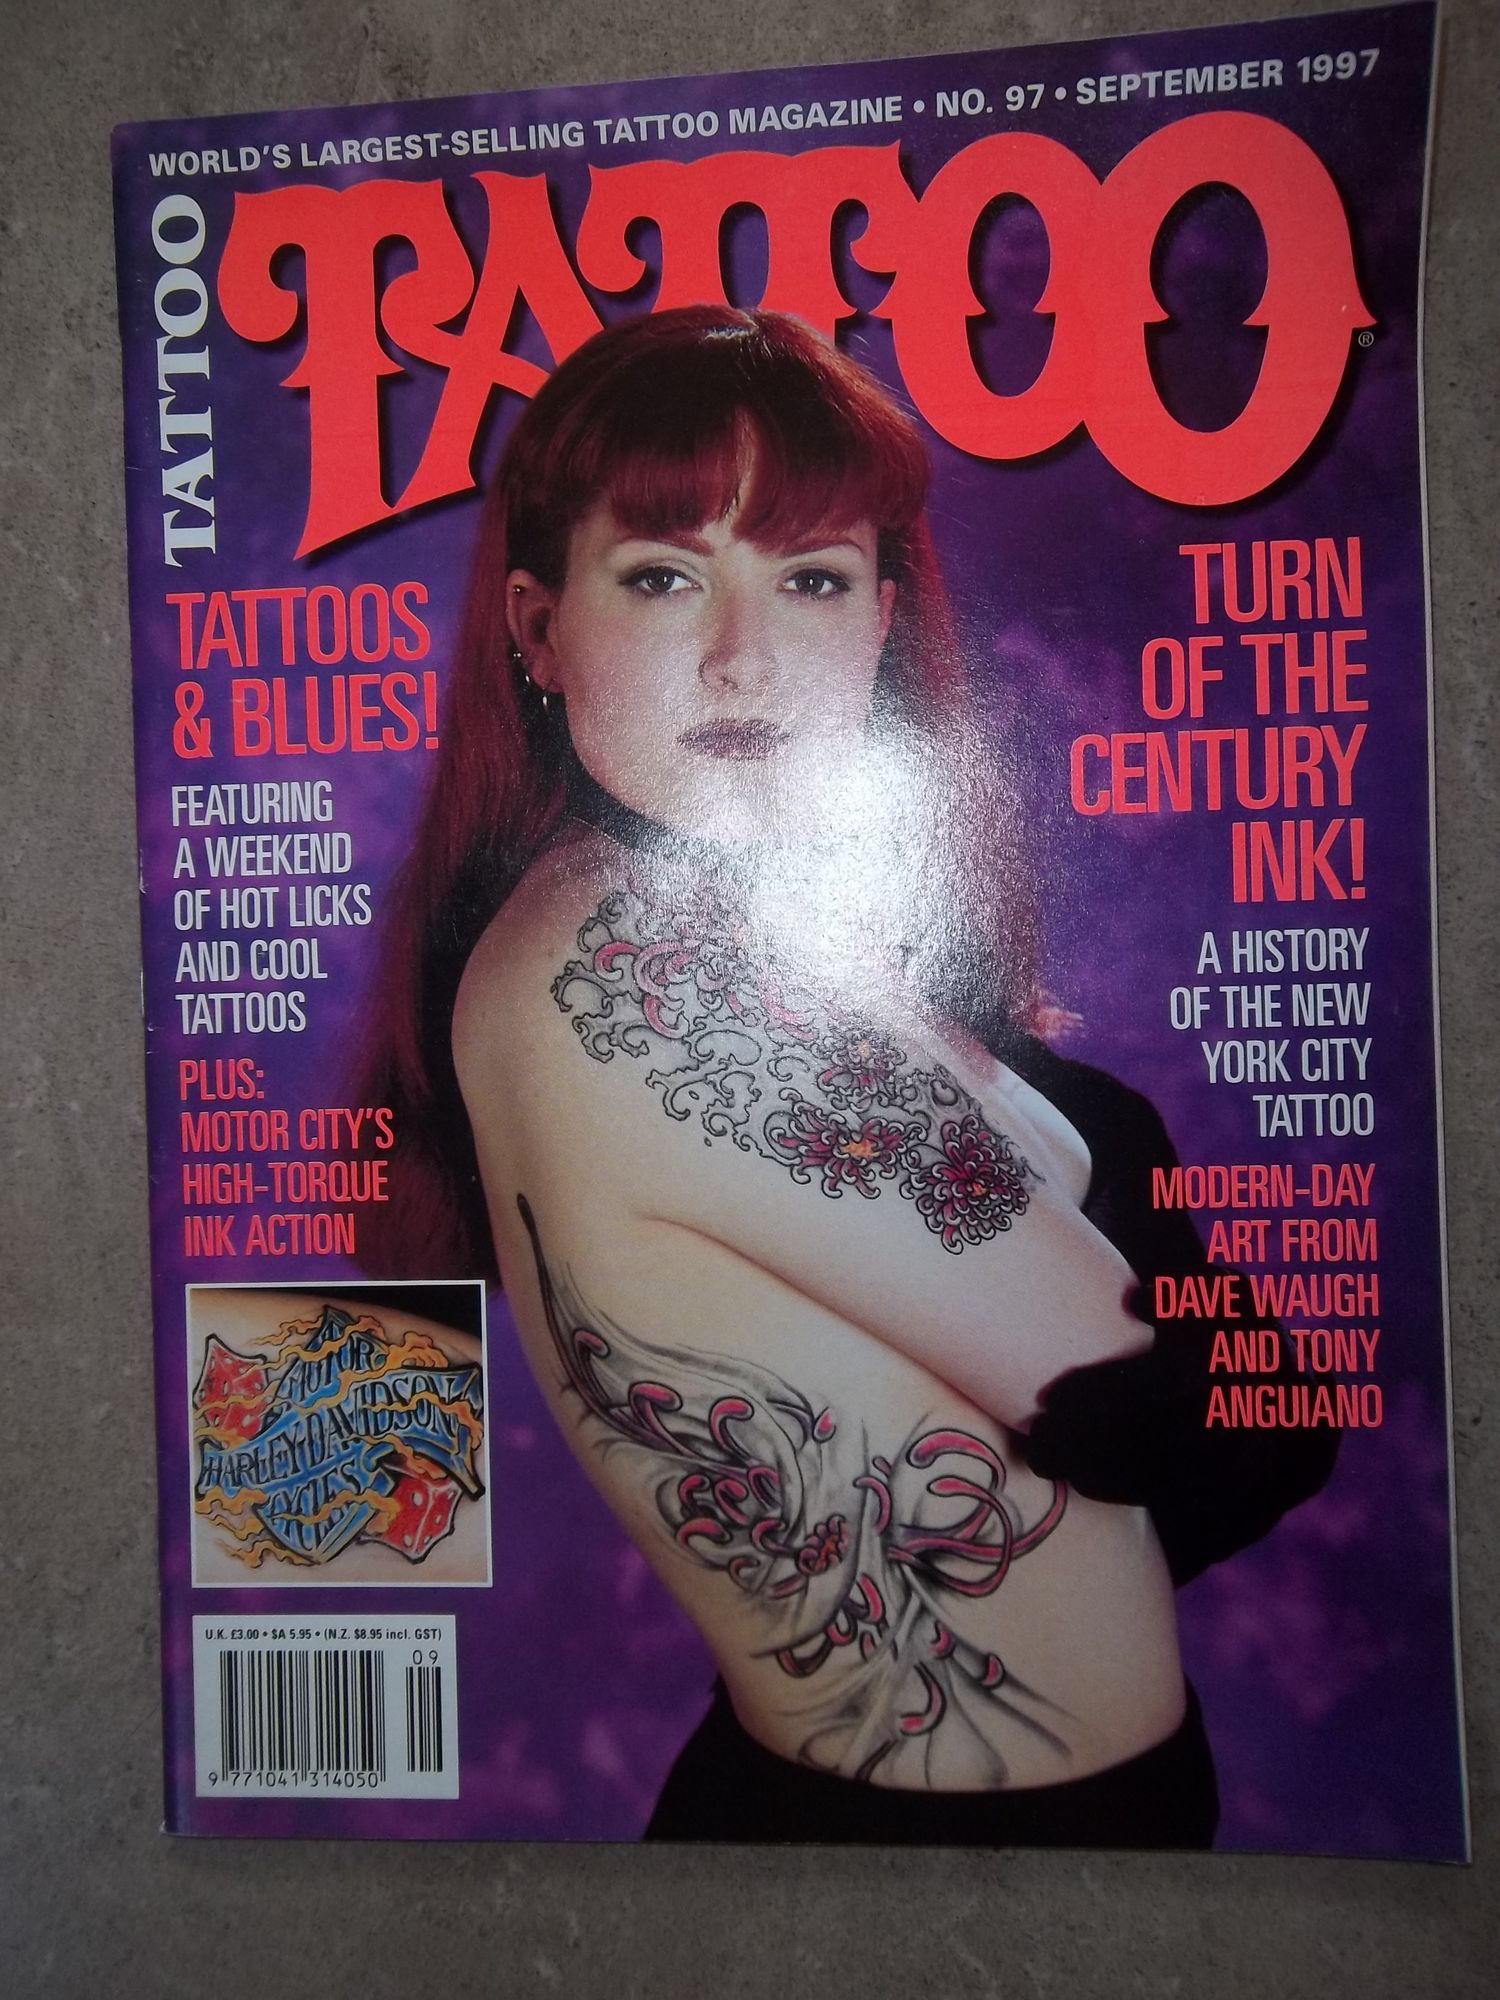 WORLD'S LARGEST-SELLING TATTOO MAGAZINE • NO. 97 • SEPTEMBER 1997
TATTOO
TATTOO
®
TATTOOS
& BLUES!
FEATURING
A WEEKEND
OF HOT LICKS
AND COOL
TATTOOS
PLUS:
MOTOR CITY'S
HIGH-TORQUE
INK ACTION
TURN
OF THE
CENTURY
INK!
A HISTORY
OF THE NEW
YORK CITY
TATTOO
MODERN-DAY
ART FROM
DAVE WAUGH
AND TONY
ANGUIANO
MOTOR
HARLEY-DAVIDSON
U.K. £3.00 • $A 5.95 • (N.Z. $8.95 incl. GST)
09
9 771041 314050